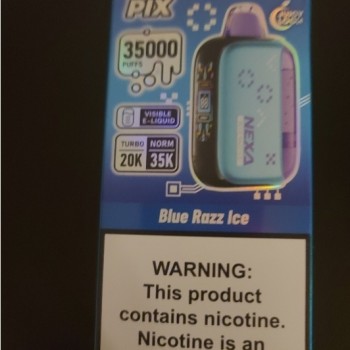 PIX
35000
PUFFS
VISIBLE
E-LIQUID
TURBO NORM
20K 35K
NEXA
Blue Razz Ice
WARNING:
This product
contains nicotine.
Nicotine is an